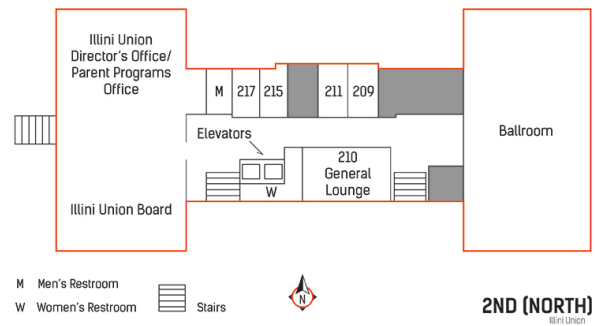 Illini Union
Director's Office/
Parent Programs
Office
M
217
215
211
209
Elevators
Ballroom
210
General
Lounge
W
Illini Union Board
M Men's Restroom
W Women's Restroom
Stairs
N
2ND (NORTH)
Illini Union